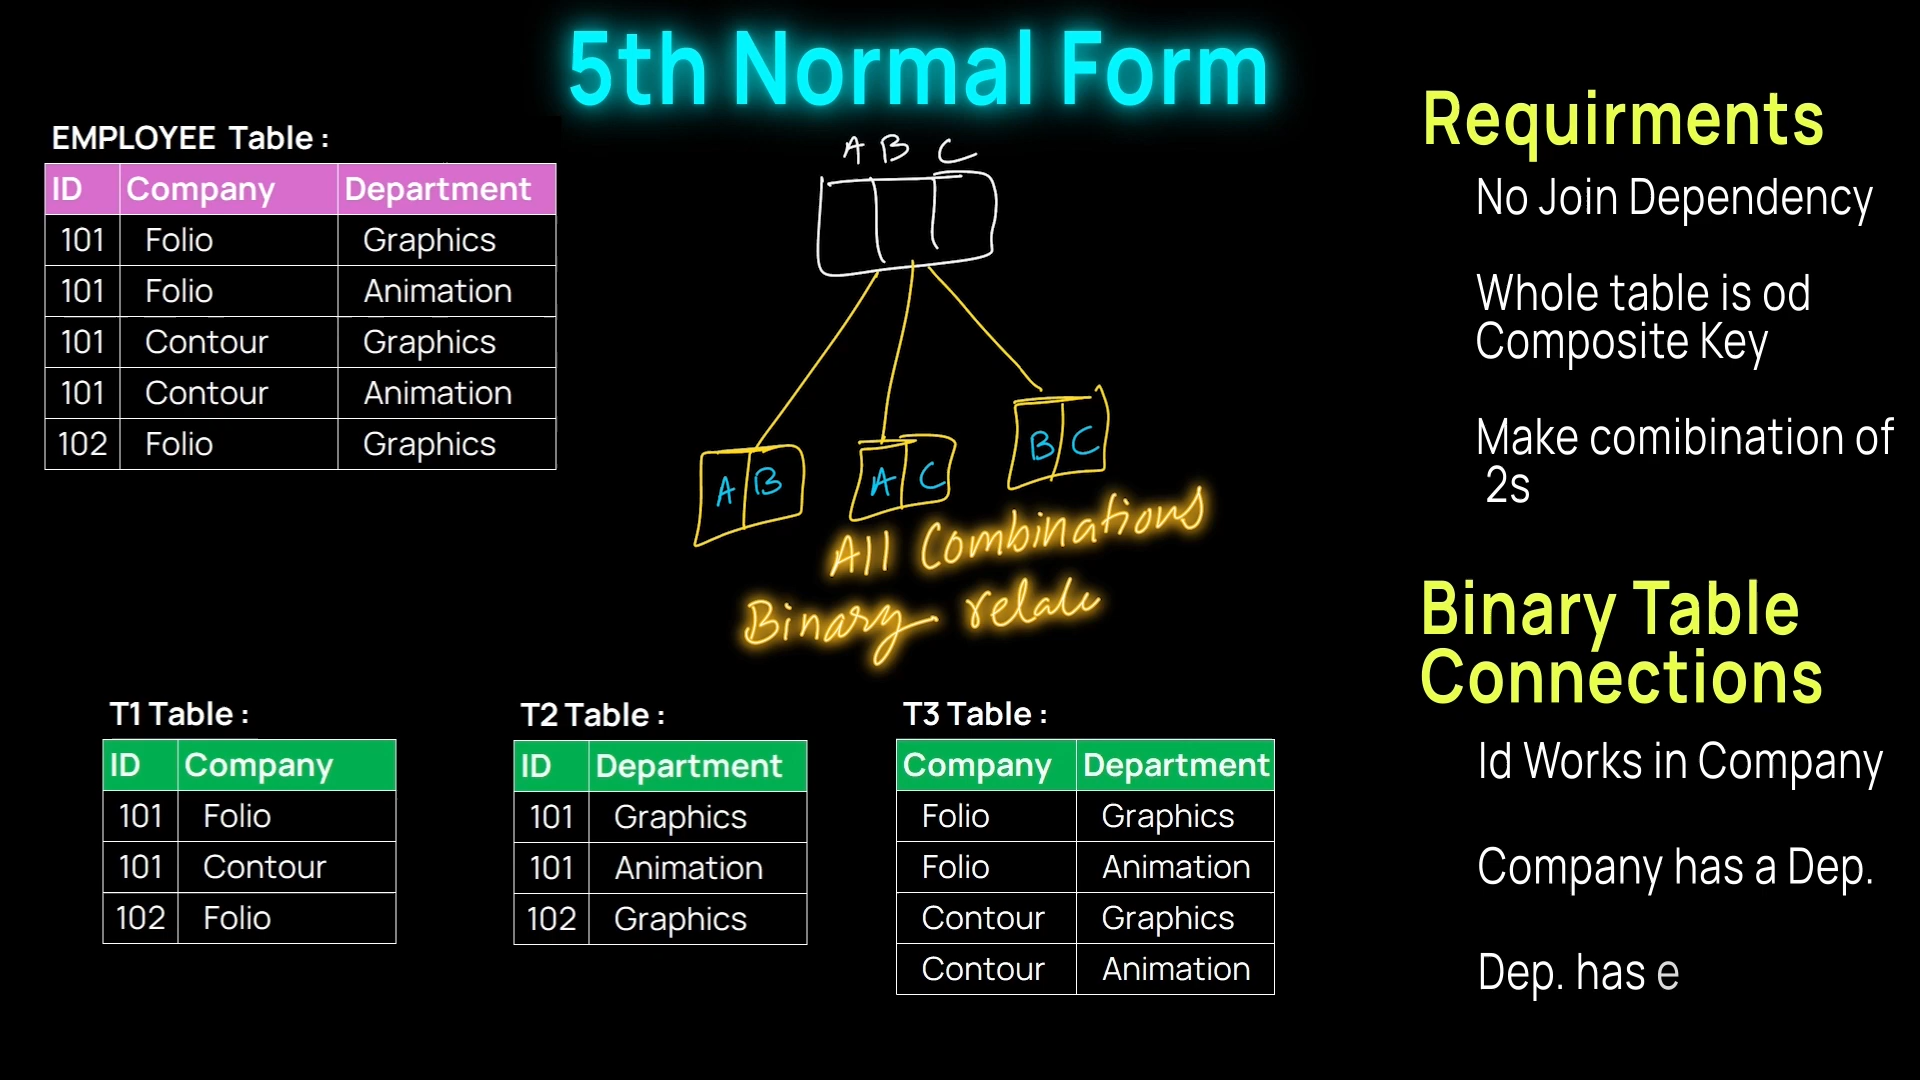 5th Normal Form
EMPLOYEE Table :
ID Company Department
101 Folio Graphics
101 Folio Animation
101 Contour Graphics
101 Contour Animation
102 Folio Graphics
A B C
A B
A C
B C
All Combinations
Binary relate
T1 Table :
ID Company
101 Folio
101 Contour
102 Folio
T2 Table :
ID Department
101 Graphics
101 Animation
102 Graphics
T3 Table :
Company Department
Folio Graphics
Folio Animation
Contour Graphics
Contour Animation
Requirments
No Join Dependency
Whole table is od
Composite Key
Make comibination of
2s
Binary Table
Connections
Id Works in Company
Company has a Dep.
Dep. has e